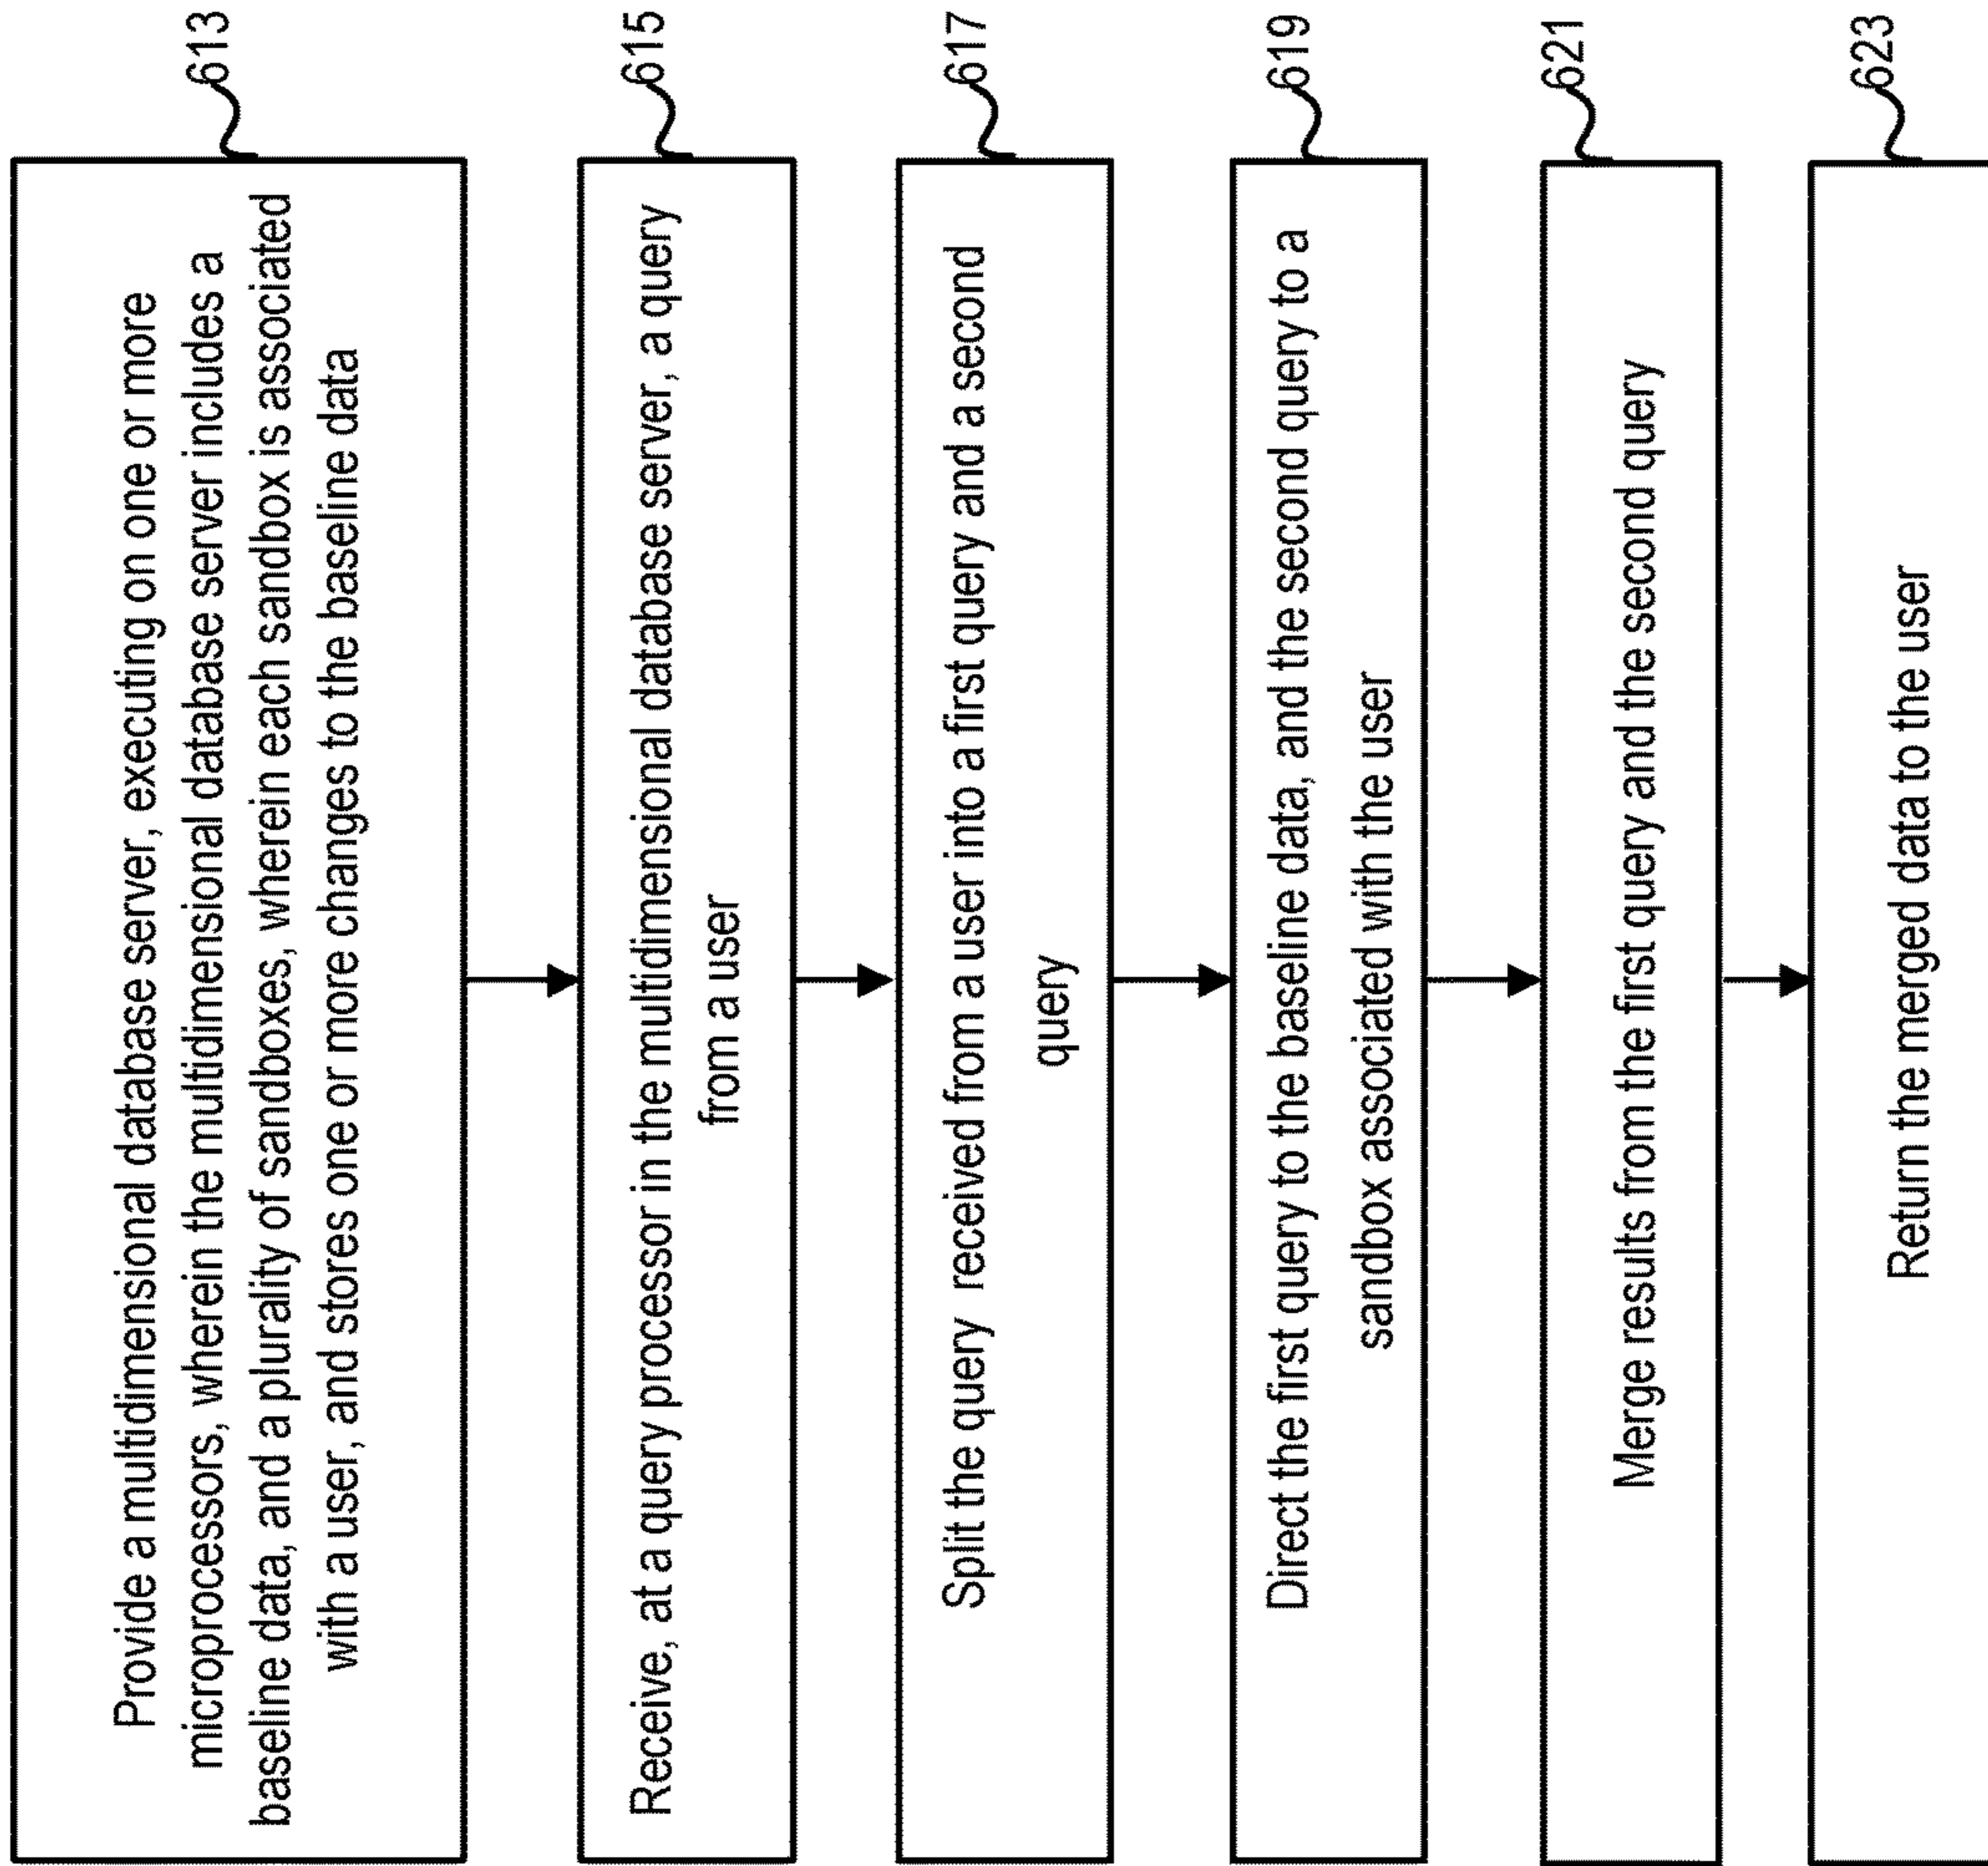 Provide a multidimensional database server, executing on one or more
microprocessors, wherein the multidimensional database server includes a
baseline data, and a plurality of sandboxes, wherein each sandbox is associated
with a user, and stores one or more changes to the baseline data
613
Receive, at a query processor in the multidimensional database server, a query
from a user
615
Split the query received from a user into a first query and a second
query
617
Direct the first query to the baseline data, and the second query to a
sandbox associated with the user
619
Merge results from the first query and the second query
621
Return the merged data to the user
623